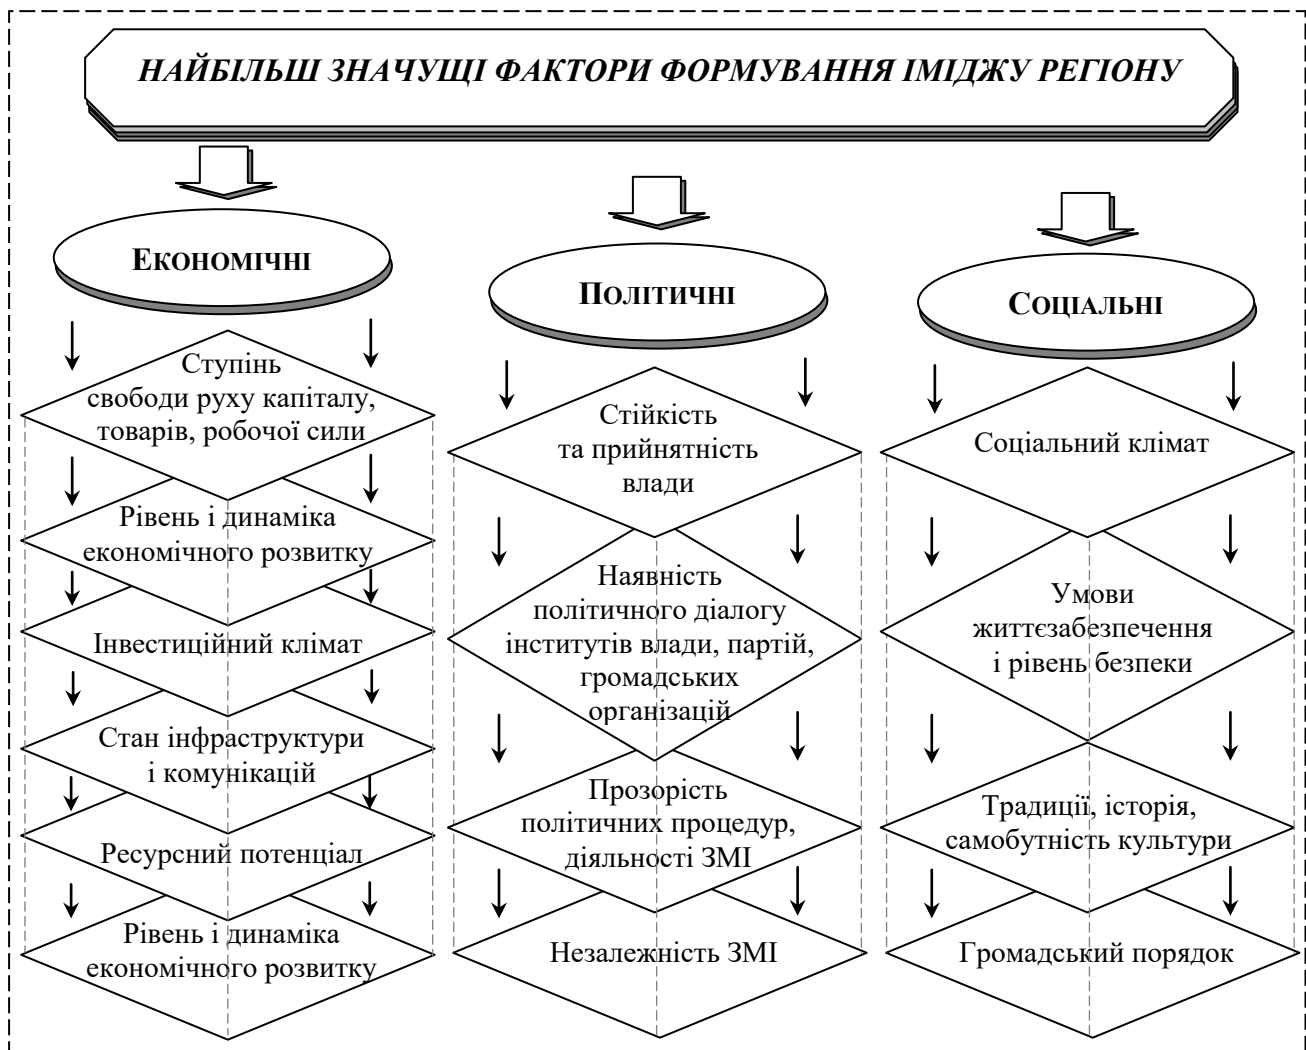 НАЙБІЛЬШ ЗНАЧУЩІ ФАКТОРИ ФОРМУВАННЯ ІМІДЖУ РЕГІОНУ
ЕКОНОМІЧНІ
Ступінь
свободи руху капіталу,
товарів, робочої сили
Рівень і динаміка
економічного розвитку
Інвестиційний клімат
Стан інфраструктури
і комунікацій
Ресурсний потенціал
Рівень і динаміка
економічного розвитку
ПОЛІТИЧНІ
Стійкість
та прийнятність
влади
Наявність
політичного діалогу
інститутів влади, партій,
громадських
організацій
Прозорість
політичних процедур,
діяльності ЗМІ
Незалежність ЗМІ
СОЦІАЛЬНІ
Соціальний клімат
Умови
життєзабезпечення
і рівень безпеки
Традиції, історія,
самобутність культури
Громадський порядок